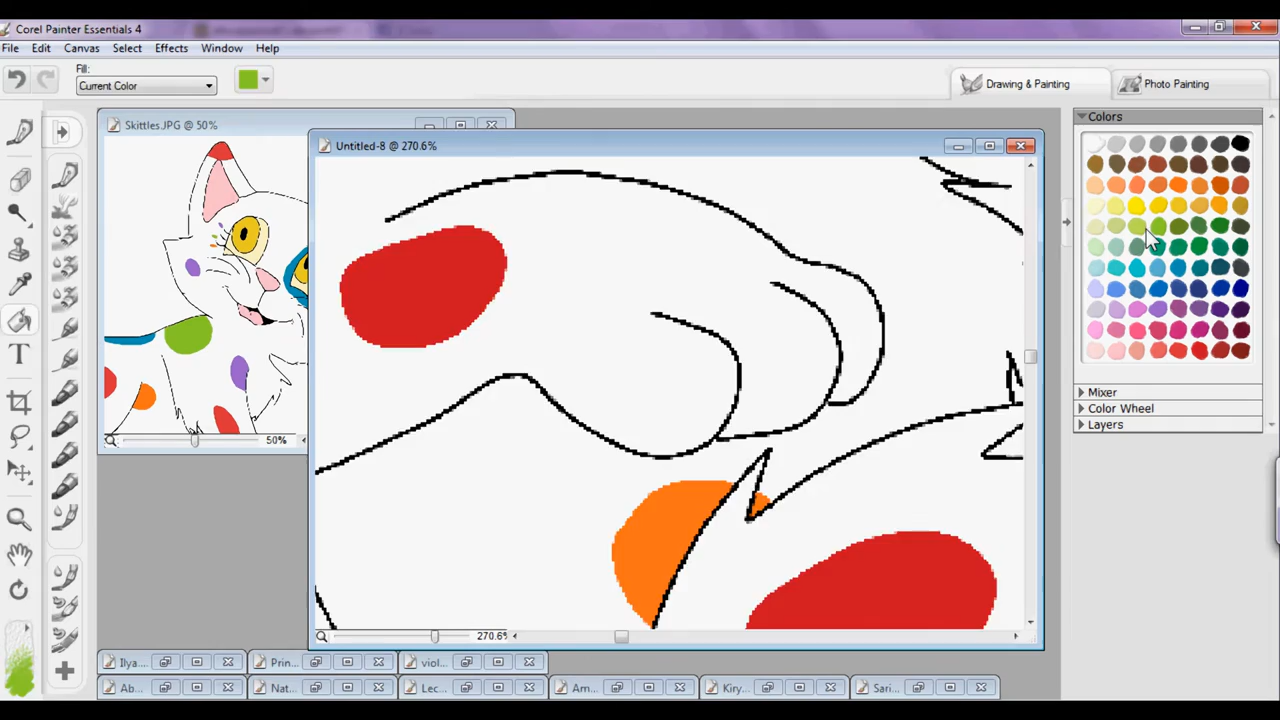 Corel Painter Essentials 4
File Edit Canvas Select Effects Window Help
Fill:
Current Color
Drawing & Painting
Photo Painting
Skittles.JPG @ 50%
Untitled-8 @ 270.6%
Colors
Mixer
Color Wheel
Layers
50%
270.6%
Ilya... Prin... viol...
Ab... Nat... Lec... Am... Kiry... Sari...